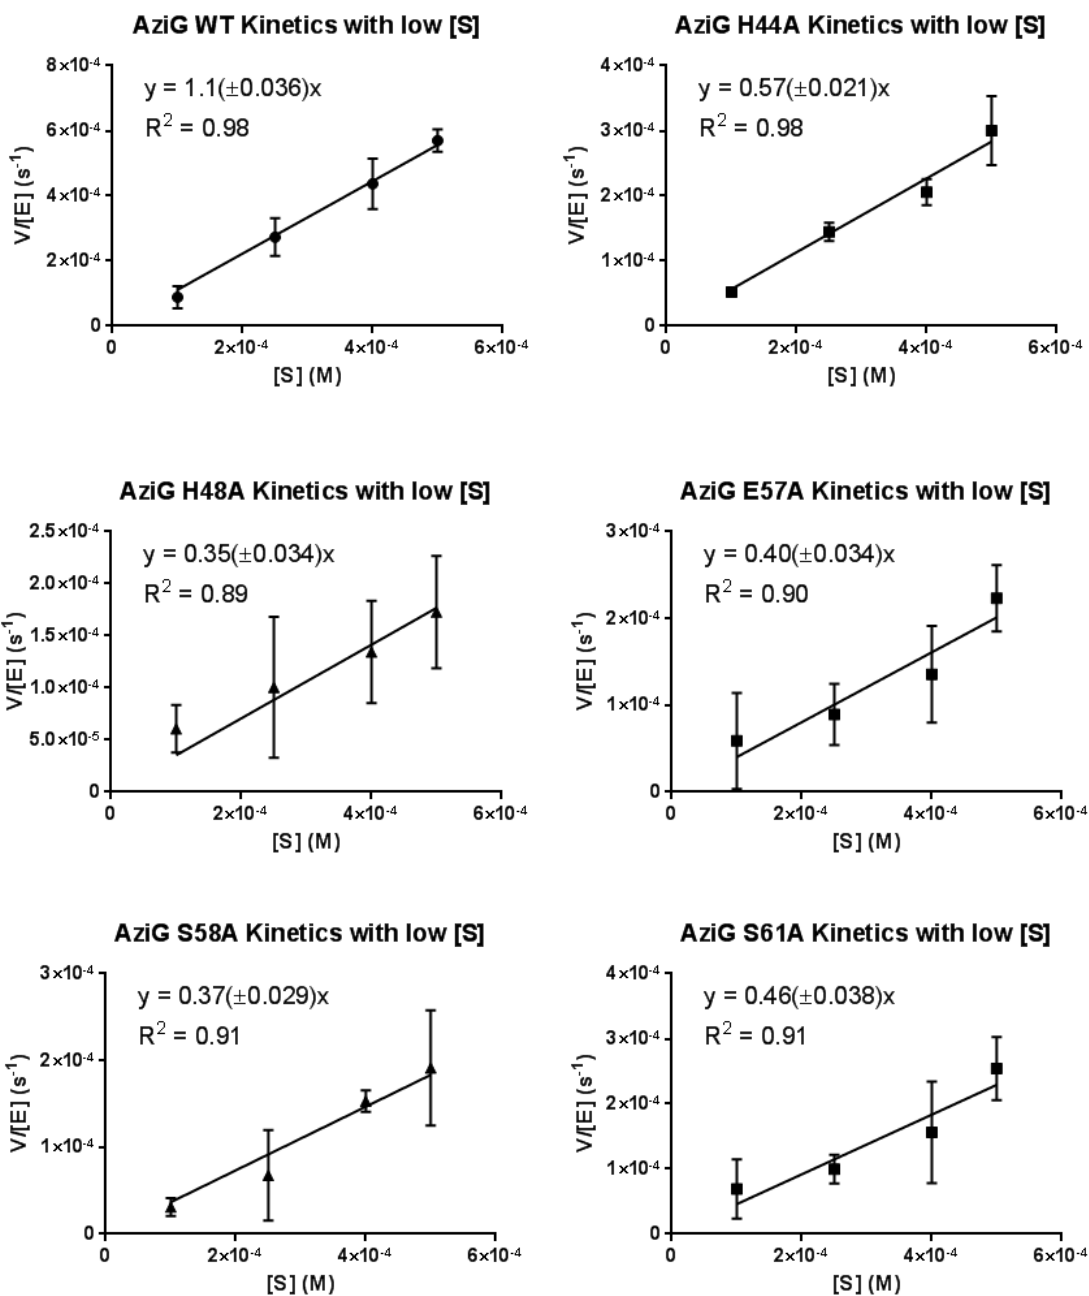 AziG WT Kinetics with low [S]
y = 1.1(±0.036)x
R² = 0.98
8×10⁻⁴
6×10⁻⁴
4×10⁻⁴
2×10⁻⁴
0
V/[E] (s⁻¹)
0 2×10⁻⁴ 4×10⁻⁴ 6×10⁻⁴
[S] (M)
AziG H44A Kinetics with low [S]
y = 0.57(±0.021)x
R² = 0.98
4×10⁻⁴
3×10⁻⁴
2×10⁻⁴
1×10⁻⁴
0
V/[E] (s⁻¹)
0 2×10⁻⁴ 4×10⁻⁴ 6×10⁻⁴
[S] (M)
AziG H48A Kinetics with low [S]
y = 0.35(±0.034)x
R² = 0.89
2.5×10⁻⁴
2.0×10⁻⁴
1.5×10⁻⁴
1.0×10⁻⁴
5.0×10⁻⁵
0
V/[E] (s⁻¹)
0 2×10⁻⁴ 4×10⁻⁴ 6×10⁻⁴
[S] (M)
AziG E57A Kinetics with low [S]
y = 0.40(±0.034)x
R² = 0.90
3×10⁻⁴
2×10⁻⁴
1×10⁻⁴
0
V/[E] (s⁻¹)
0 2×10⁻⁴ 4×10⁻⁴ 6×10⁻⁴
[S] (M)
AziG S58A Kinetics with low [S]
y = 0.37(±0.029)x
R² = 0.91
3×10⁻⁴
2×10⁻⁴
1×10⁻⁴
0
V/[E] (s⁻¹)
0 2×10⁻⁴ 4×10⁻⁴ 6×10⁻⁴
[S] (M)
AziG S61A Kinetics with low [S]
y = 0.46(±0.038)x
R² = 0.91
4×10⁻⁴
3×10⁻⁴
2×10⁻⁴
1×10⁻⁴
0
V/[E] (s⁻¹)
0 2×10⁻⁴ 4×10⁻⁴ 6×10⁻⁴
[S] (M)